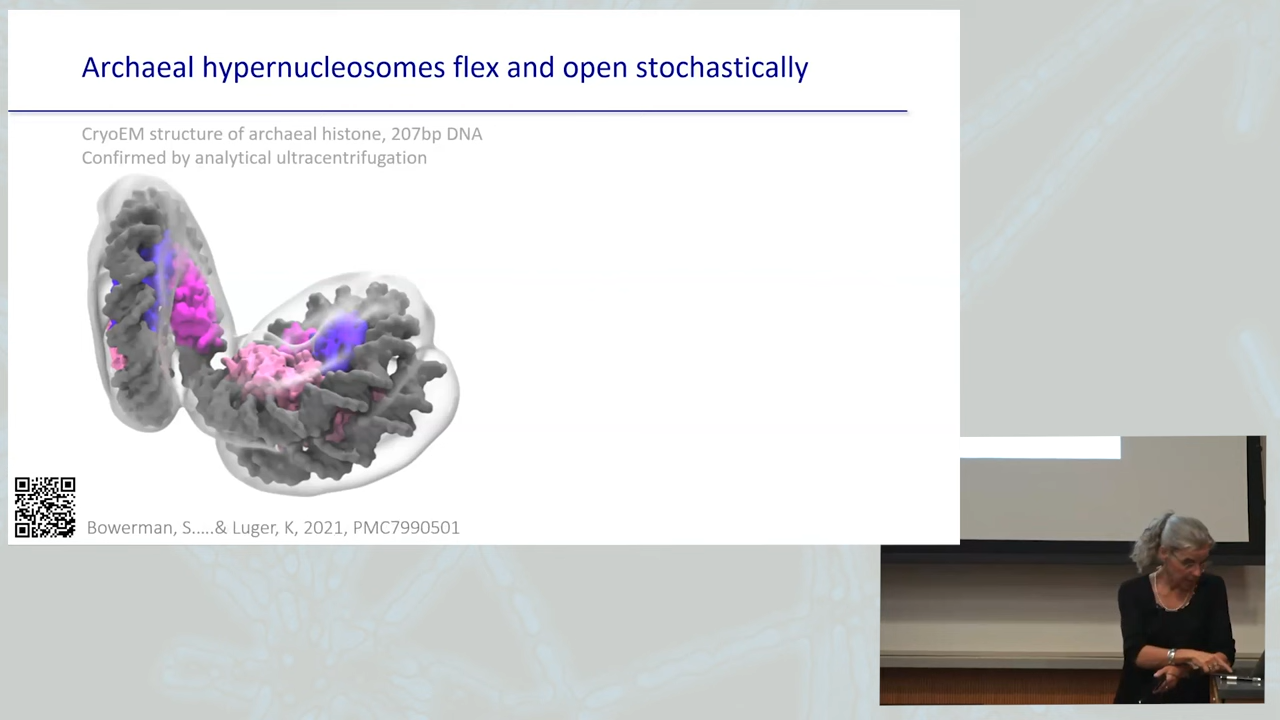 Archaeal hypernucleosomes flex and open stochastically
CryoEM structure of archaeal histone, 207bp DNA
Confirmed by analytical ultracentrifugation
Bowerman, S.....& Luger, K, 2021, PMC7990501